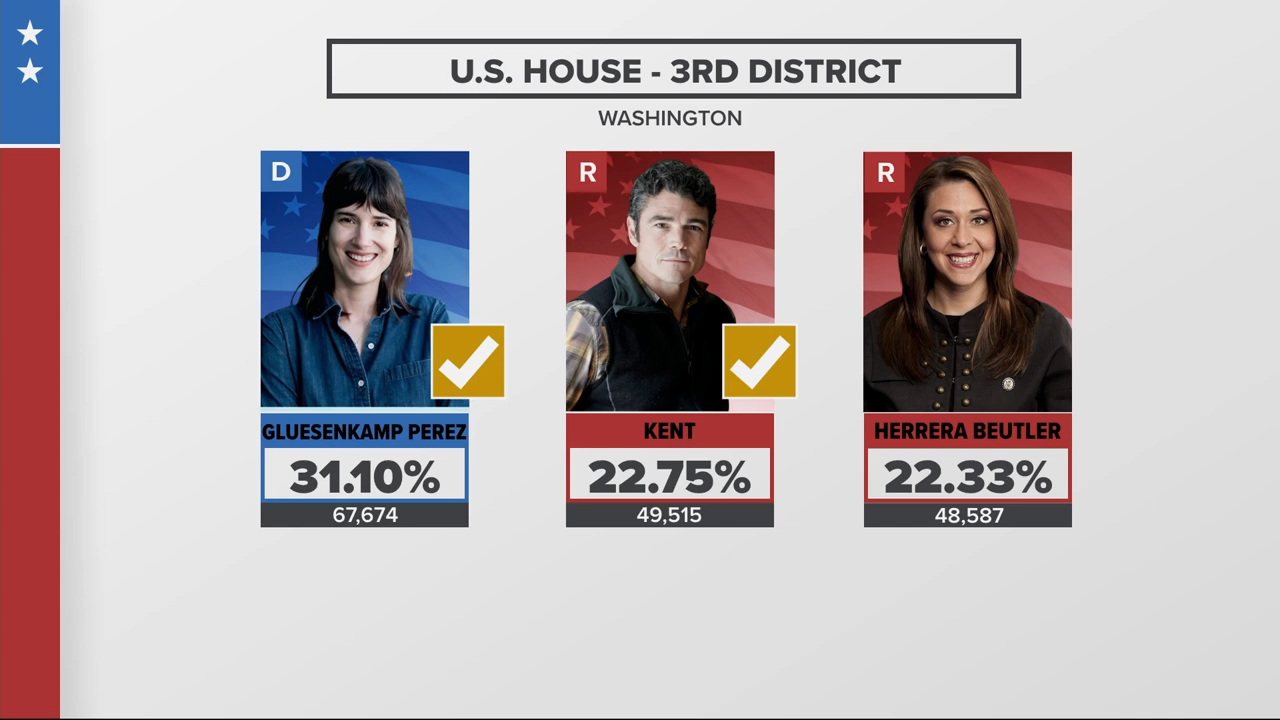 U.S. HOUSE - 3RD DISTRICT
WASHINGTON
D
R
R
GLUESENKAMP PEREZ
KENT
HERRERA BEUTLER
31.10%
22.75%
22.33%
67,674
49,515
48,587